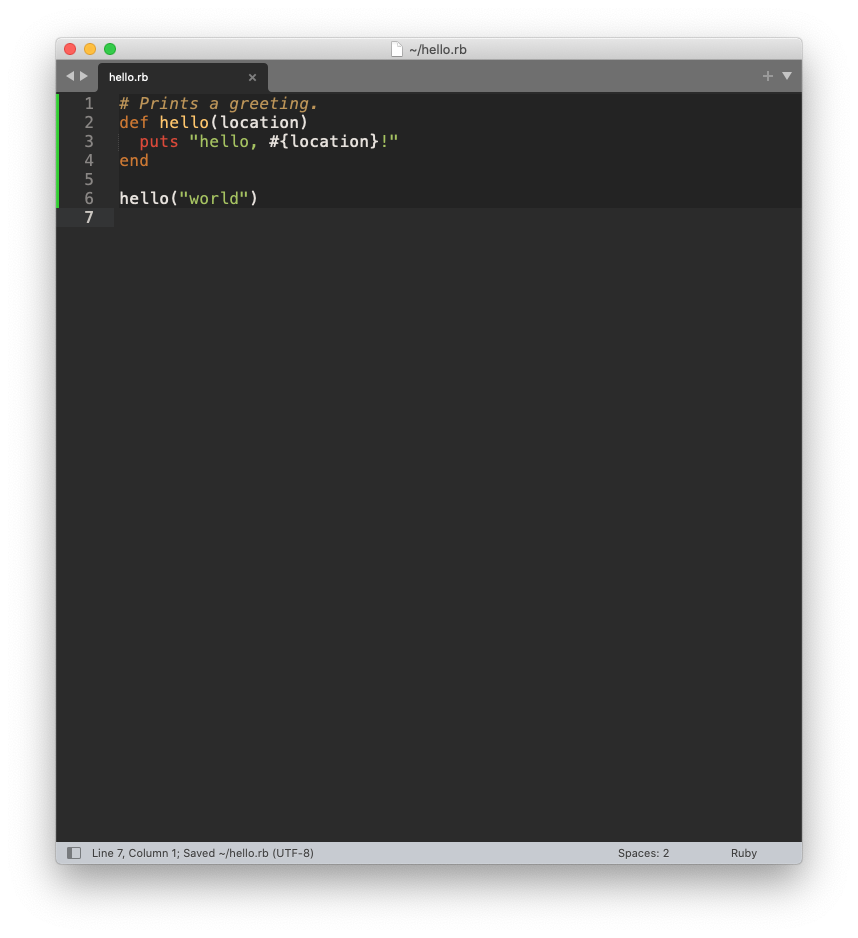 ~/hello.rb
hello.rb
1 # Prints a greeting.
2 def hello(location)
3   puts "hello, #{location}!"
4 end
5
6 hello("world")
7
Line 7, Column 1; Saved ~/hello.rb (UTF-8) Spaces: 2 Ruby